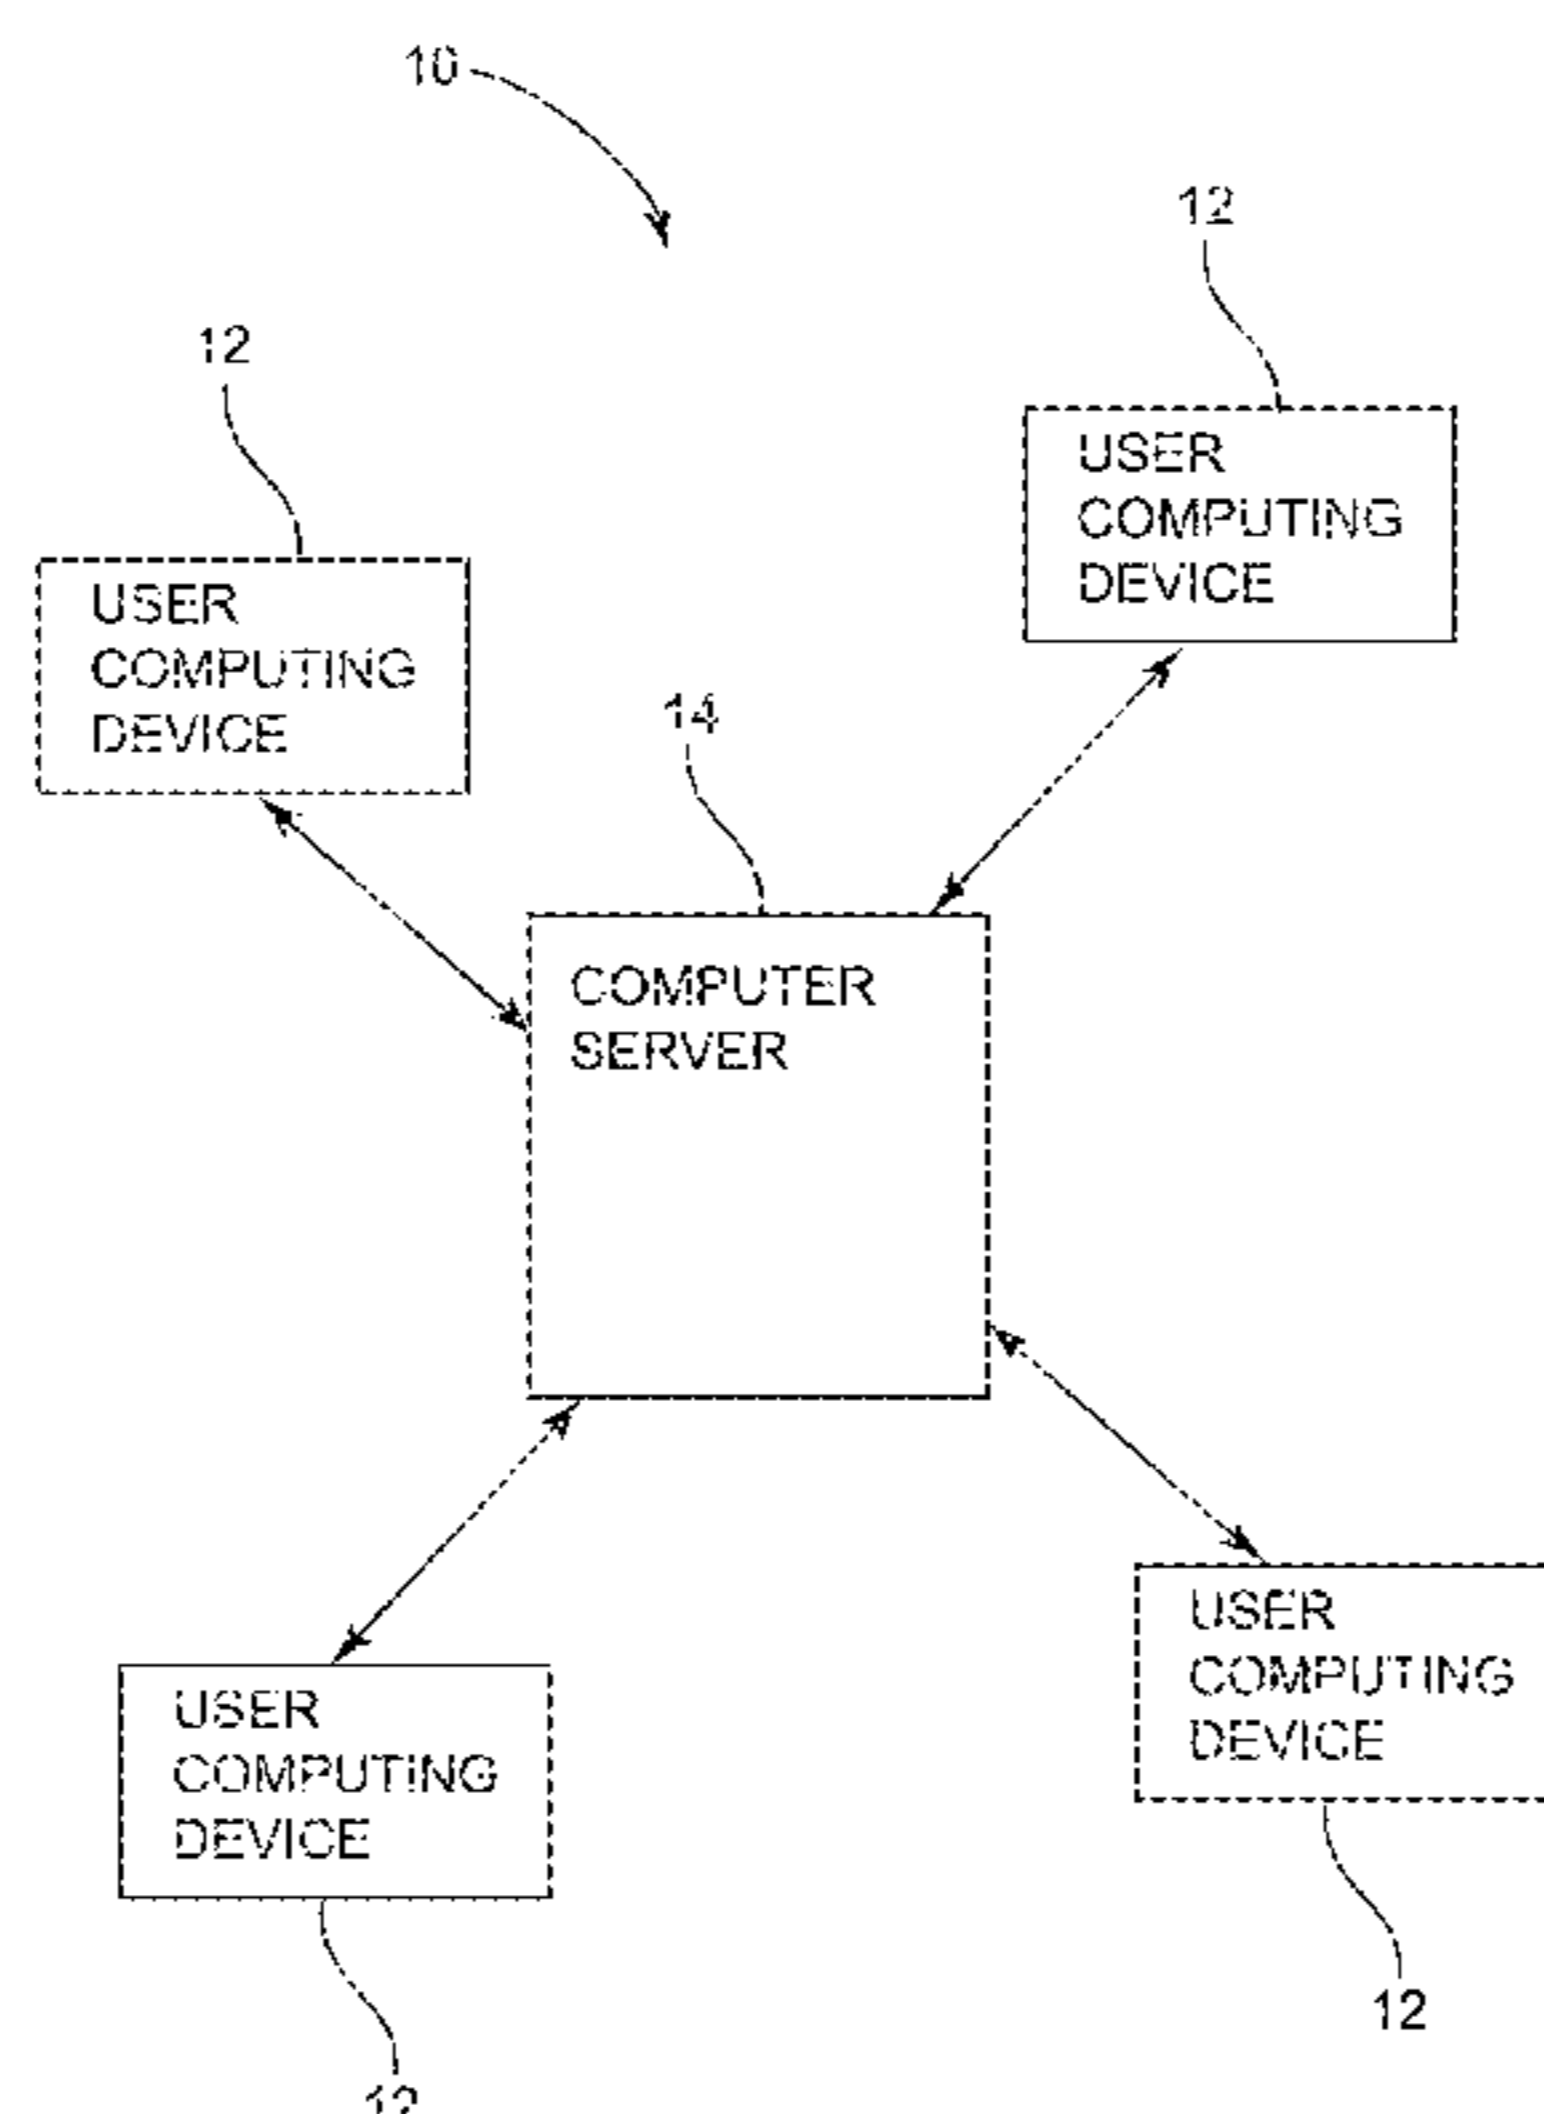 10
12
12
USER
COMPUTING
DEVICE
USER
COMPUTING
DEVICE
14
COMPUTER
SERVER
USER
COMPUTING
DEVICE
USER
COMPUTING
DEVICE
12
12